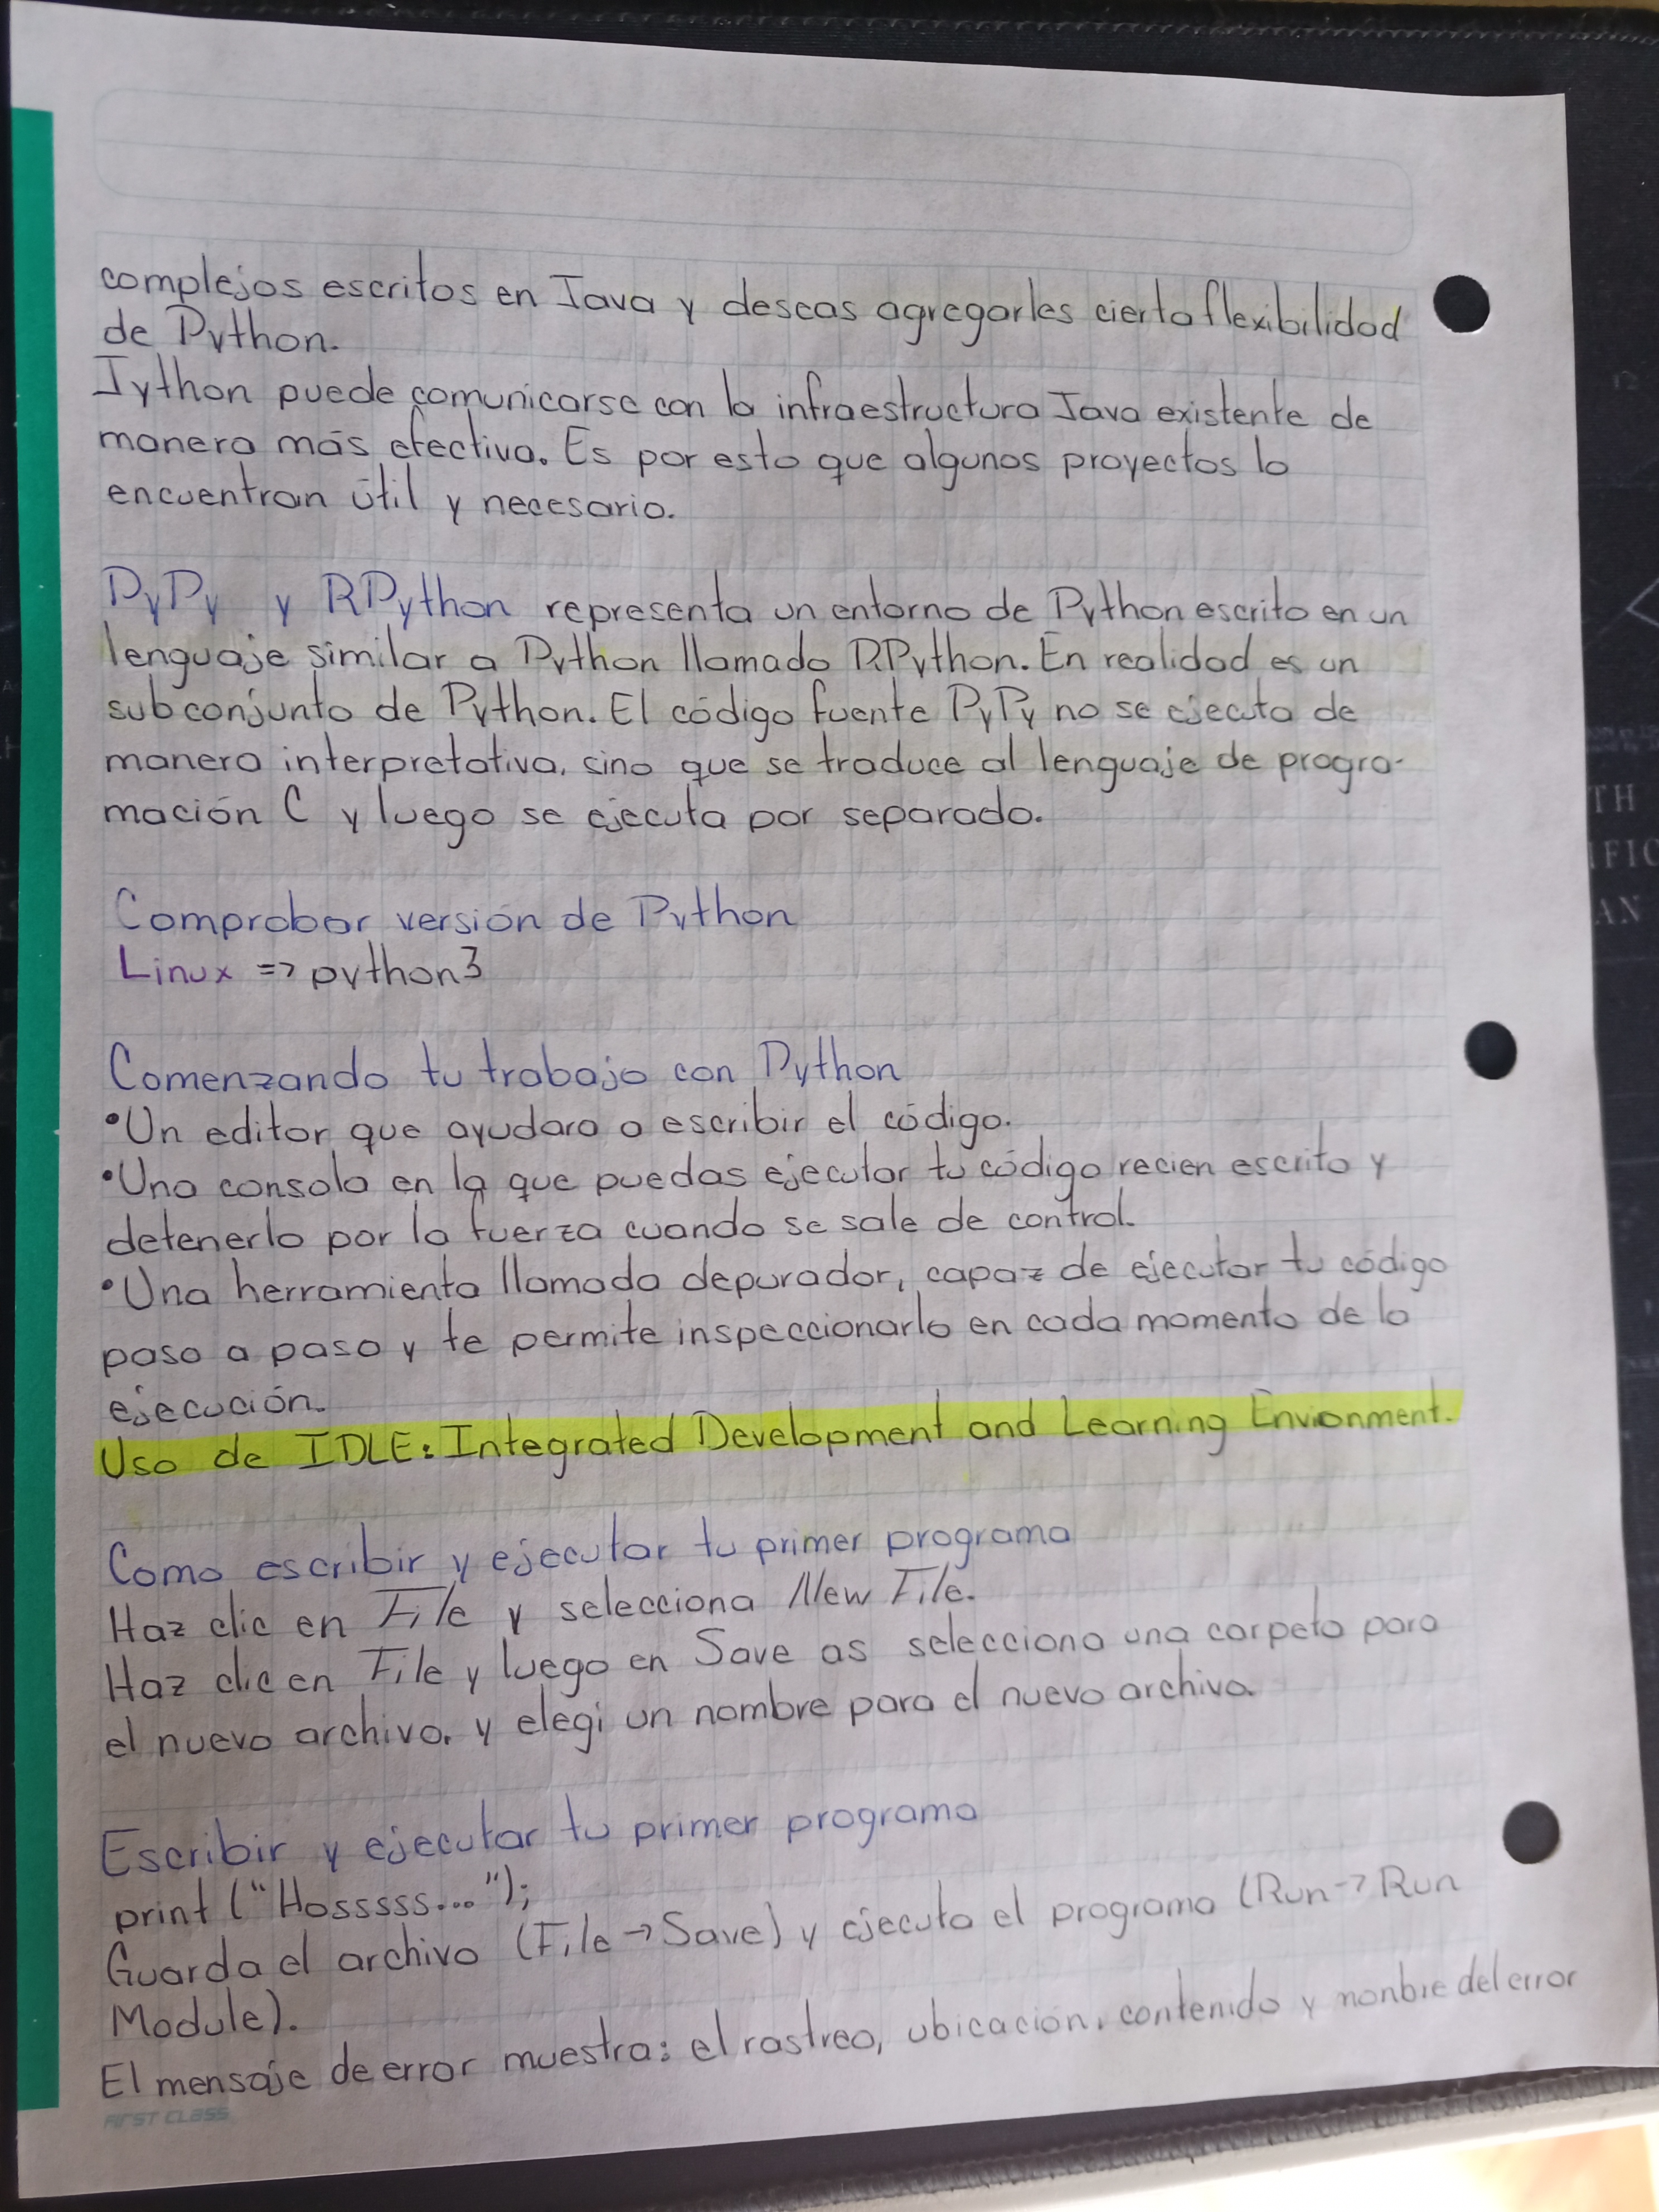 complejos escritos en Java y deseas agregarles cierta flexibilidad
de Python.
Jython puede comunicarse con la infraestructura Java existente de
manera más efectiva. Es por esto que algunos proyectos lo
encuentran útil y necesario.
PyPy y RPython representa un entorno de Python escrito en un
lenguaje similar a Python llamado RPython. En realidad es un
subconjunto de Python. El código fuente PyPy no se ejecuta de
manera interpretativa, sino que se traduce al lenguaje de progra-
mación C y luego se ejecuta por separado.
Comprobar versión de Python
Linux => python3
Comenzando tu trabajo con Python
•Un editor que ayudara a escribir el código.
•Una consola en la que puedas ejecutar tu código recien escrito y
detenerlo por la fuerza cuando se sale de control.
•Una herramienta llamada depurador, capaz de ejecutar tu código
paso a paso y te permite inspeccionarlo en cada momento de la
ejecución.
Uso de IDLE: Integrated Development and Learning Envionment.
Como escribir y ejecutar tu primer programa
Haz clic en File y selecciona New File.
Haz clic en File y luego en Save as selecciona una carpeta para
el nuevo archivo, y elegi un nombre para el nuevo archivo.
Escribir y ejecutar tu primer programa
print ("Hosssss...");
Guarda el archivo (File → Save) y ejecuta el programa (Run → Run
Module).
El mensaje de error muestra: el rastreo, ubicación, contenido y nonbre del error
FIRST CLASS
TH
IFIC
AN